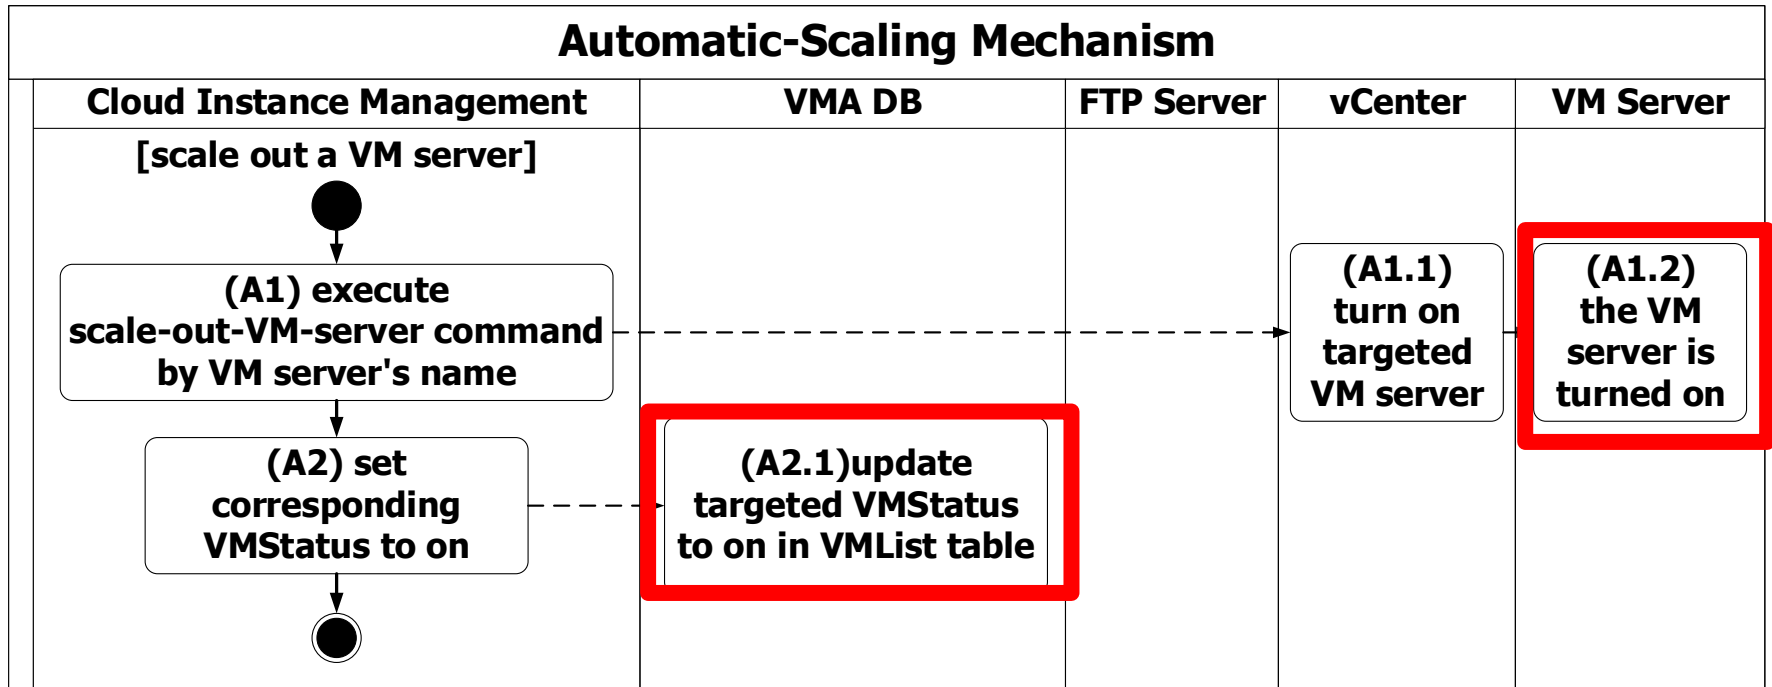 Automatic-Scaling Mechanism
Cloud Instance Management
VMA DB
FTP Server
vCenter
VM Server
[scale out a VM server]
(A1) execute
scale-out-VM-server command
by VM server's name
(A1.1)
turn on
targeted
VM server
(A1.2)
the VM
server is
turned on
(A2) set
corresponding
VMStatus to on
(A2.1)update
targeted VMStatus
to on in VMList table